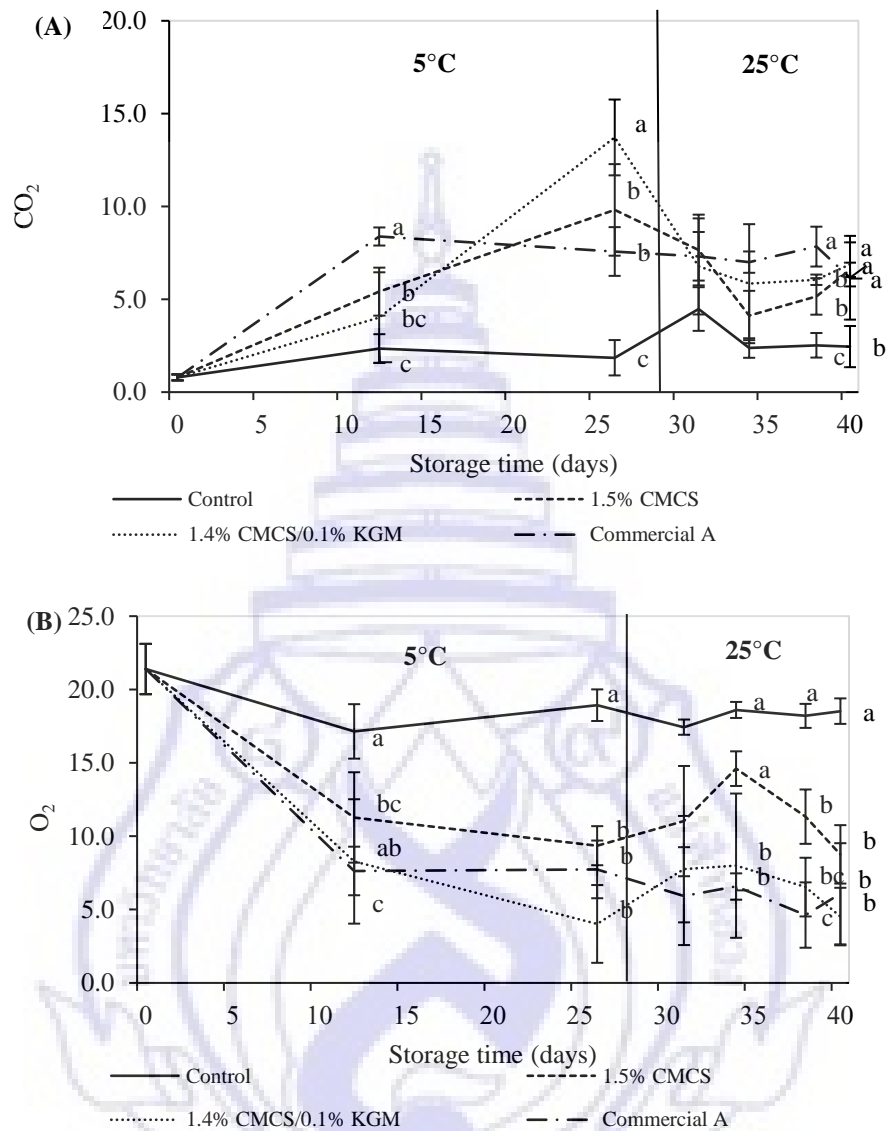 (A)
20.0
15.0
10.0
5.0
0.0
CO2
5°C
25°C
a
b
a
b
bc
c
b
c
a
b
b
c
a
a
a
b
0
5
10
15
20
25
30
35
40
Storage time (days)
Control
1.5% CMCS
1.4% CMCS/0.1% KGM
Commercial A
(B)
25.0
20.0
15.0
10.0
5.0
0.0
O2
5°C
25°C
a
bc
ab
c
a
b
b
b
a
a
b
b
a
b
bc
c
a
b
b
b
0
5
10
15
20
25
30
35
40
Storage time (days)
Control
1.5% CMCS
1.4% CMCS/0.1% KGM
Commercial A